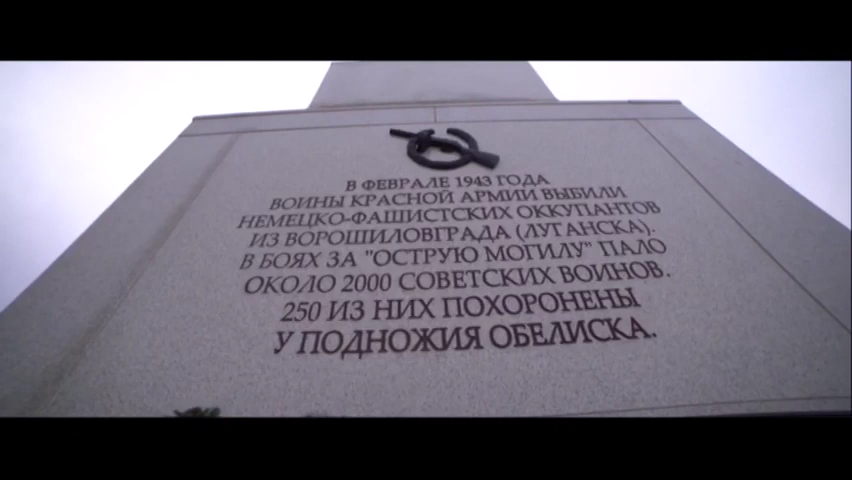 В ФЕВРАЛЕ 1943 ГОДА
ВОИНЫ КРАСНОЙ АРМИИ ВЫБИЛИ
НЕМЕЦКО-ФАШИСТСКИХ ОККУПАНТОВ
ИЗ ВОРОШИЛОВГРАДА (ЛУГАНСКА).
В БОЯХ ЗА "ОСТРУЮ МОГИЛУ" ПАЛО
ОКОЛО 2000 СОВЕТСКИХ ВОИНОВ.
250 ИЗ НИХ ПОХОРОНЕНЫ
У ПОДНОЖИЯ ОБЕЛИСКА.